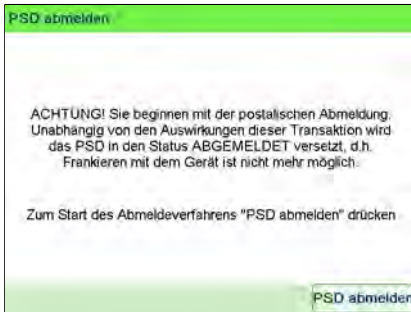 PSD abmelden
ACHTUNG! Sie beginnen mit der postalischen Abmeldung.
Unabhängig von den Auswirkungen dieser Transaktion wird
das PSD in den Status ABGEMELDET versetzt, d.h.
Frankieren mit dem Gerät ist nicht mehr möglich.
Zum Start des Abmeldeverfahrens "PSD abmelden" drücken
PSD abmelden